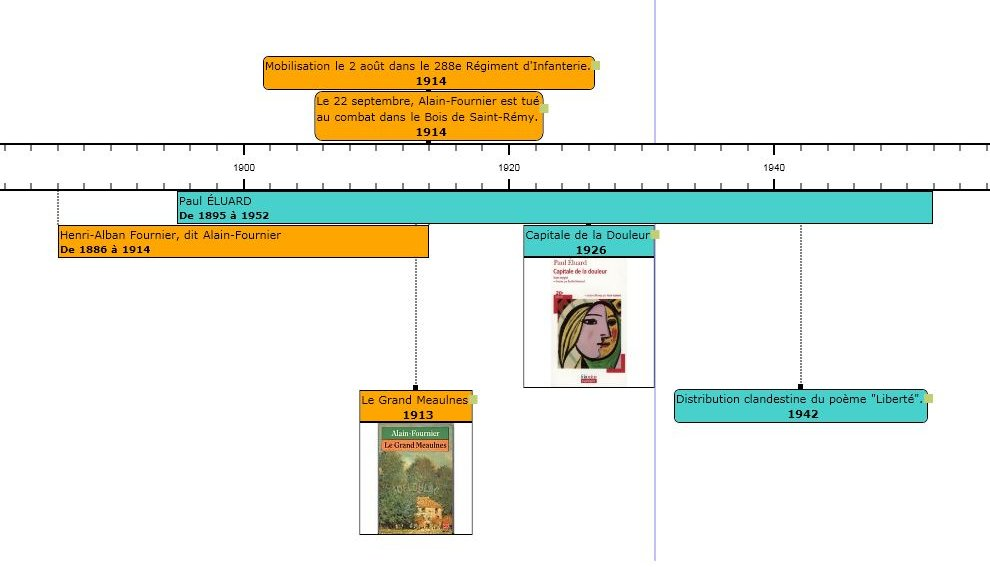 Mobilisation le 2 août dans le 288e Régiment d'Infanterie.
1914
Le 22 septembre, Alain-Fournier est tué
au combat dans le Bois de Saint-Rémy.
1914
1900
1920
1940
Paul ÉLUARD
De 1895 à 1952
Henri-Alban Fournier, dit Alain-Fournier
De 1886 à 1914
Capitale de la Douleur
1926
Paul Eluard
Capitale de la douleur
Le Grand Meaulnes
1913
Alain-Fournier
Le Grand Meaulnes
Distribution clandestine du poème "Liberté".
1942